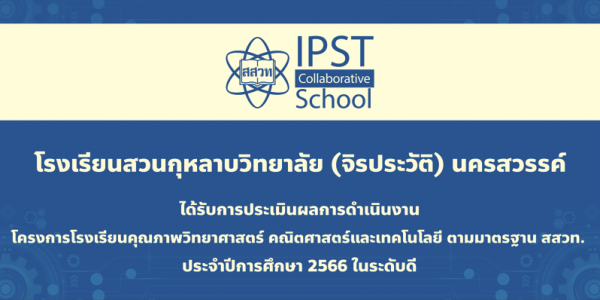 สสวท
IPST
Collaborative
School
โรงเรียนสวนกุหลาบวิทยาลัย (จิรประวัติ) นครสวรรค์
ได้รับการประเมินผลการดำเนินงาน
โครงการโรงเรียนคุณภาพวิทยาศาสตร์ คณิตศาสตร์และเทคโนโลยี ตามมาตรฐาน สสวท.
ประจำปีการศึกษา 2566 ในระดับดี